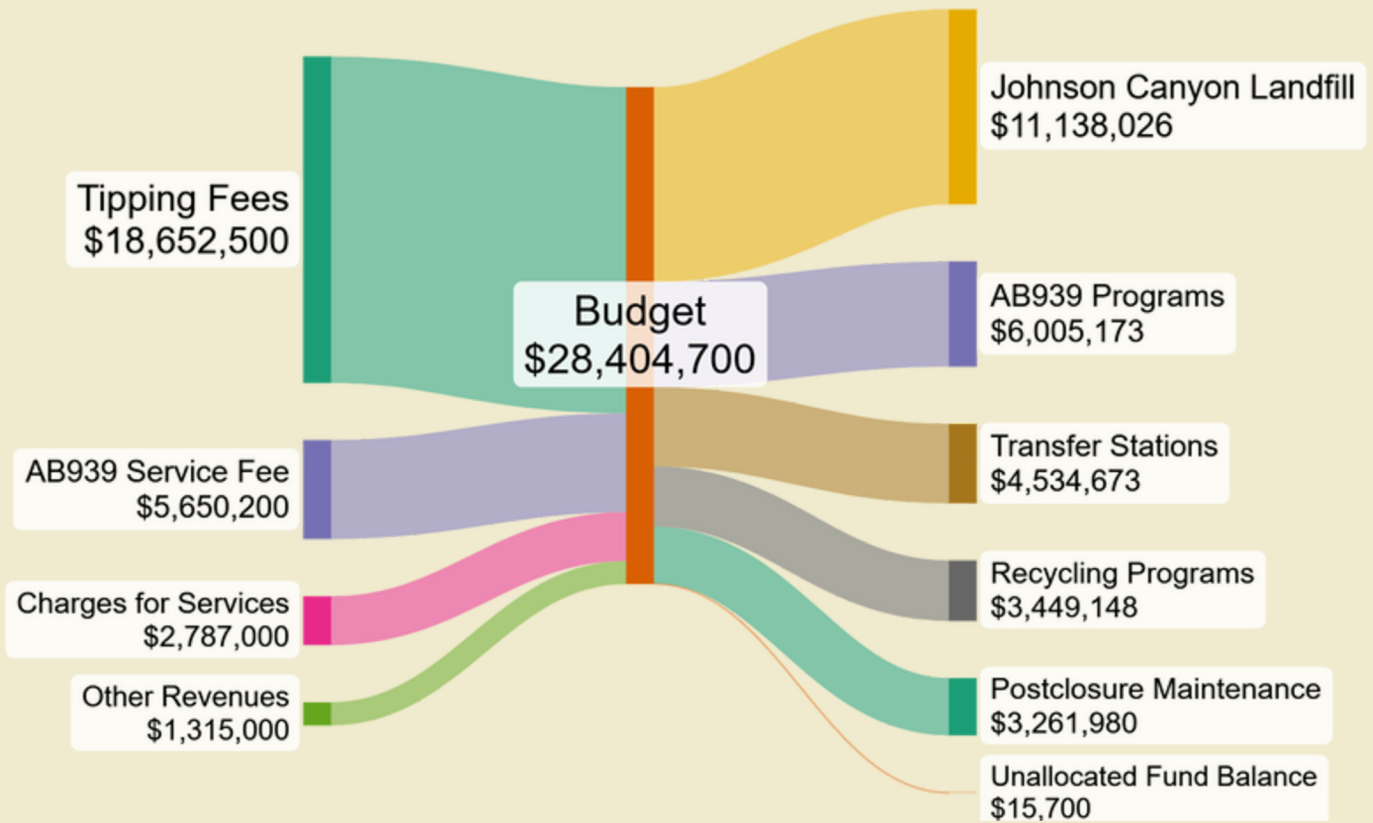 Tipping Fees
$18,652,500
AB939 Service Fee
$5,650,200
Charges for Services
$2,787,000
Other Revenues
$1,315,000
Budget
$28,404,700
Johnson Canyon Landfill
$11,138,026
AB939 Programs
$6,005,173
Transfer Stations
$4,534,673
Recycling Programs
$3,449,148
Postclosure Maintenance
$3,261,980
Unallocated Fund Balance
$15,700